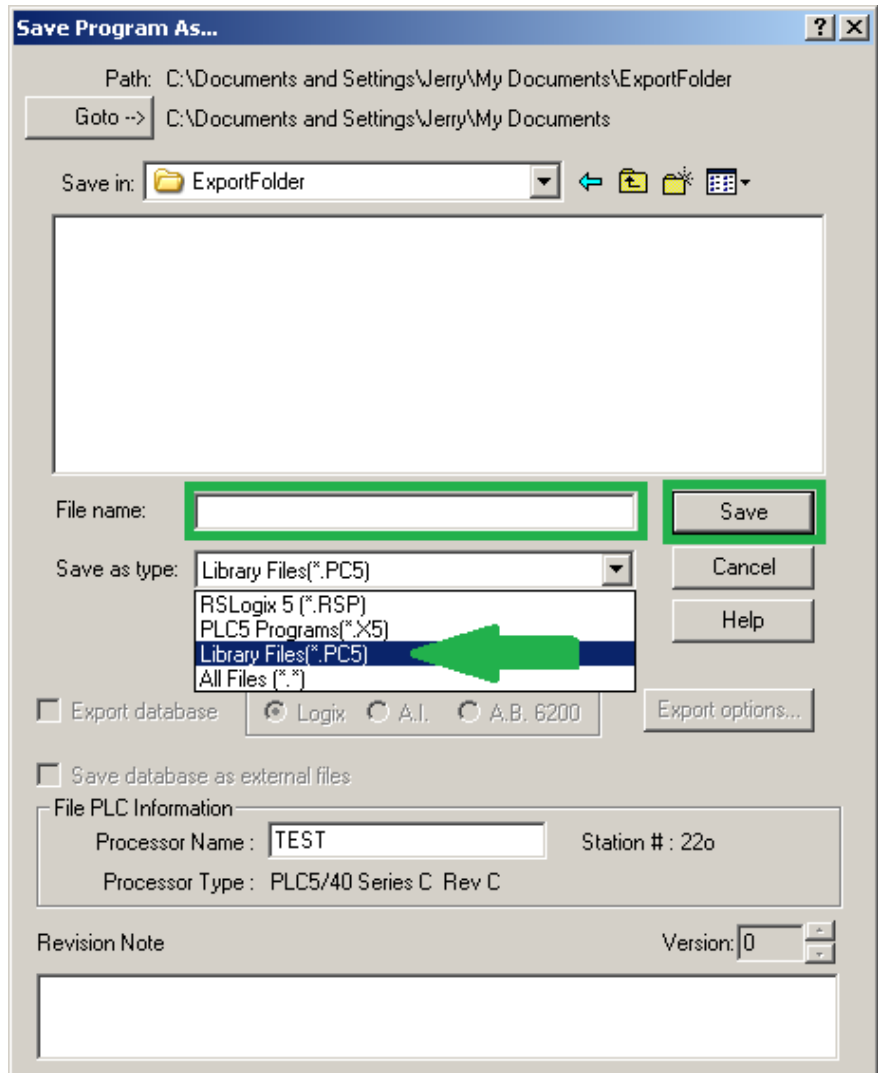 Save Program As...
Path: C:\Documents and Settings\Jerry\My Documents\ExportFolder
Goto --> C:\Documents and Settings\Jerry\My Documents
Save in: ExportFolder
File name: Save
Save as type: Library Files(*.PC5) Cancel
RSLogix 5 (*.RSP)
PLC5 Programs(*.X5) Help
Library Files(*.PC5)
All Files (*.*)
Export database Logix A.I. A.B. 6200 Export options...
Save database as external files
File PLC Information
Processor Name : TEST Station # : 22o
Processor Type : PLC5/40 Series C Rev C
Revision Note Version: 0